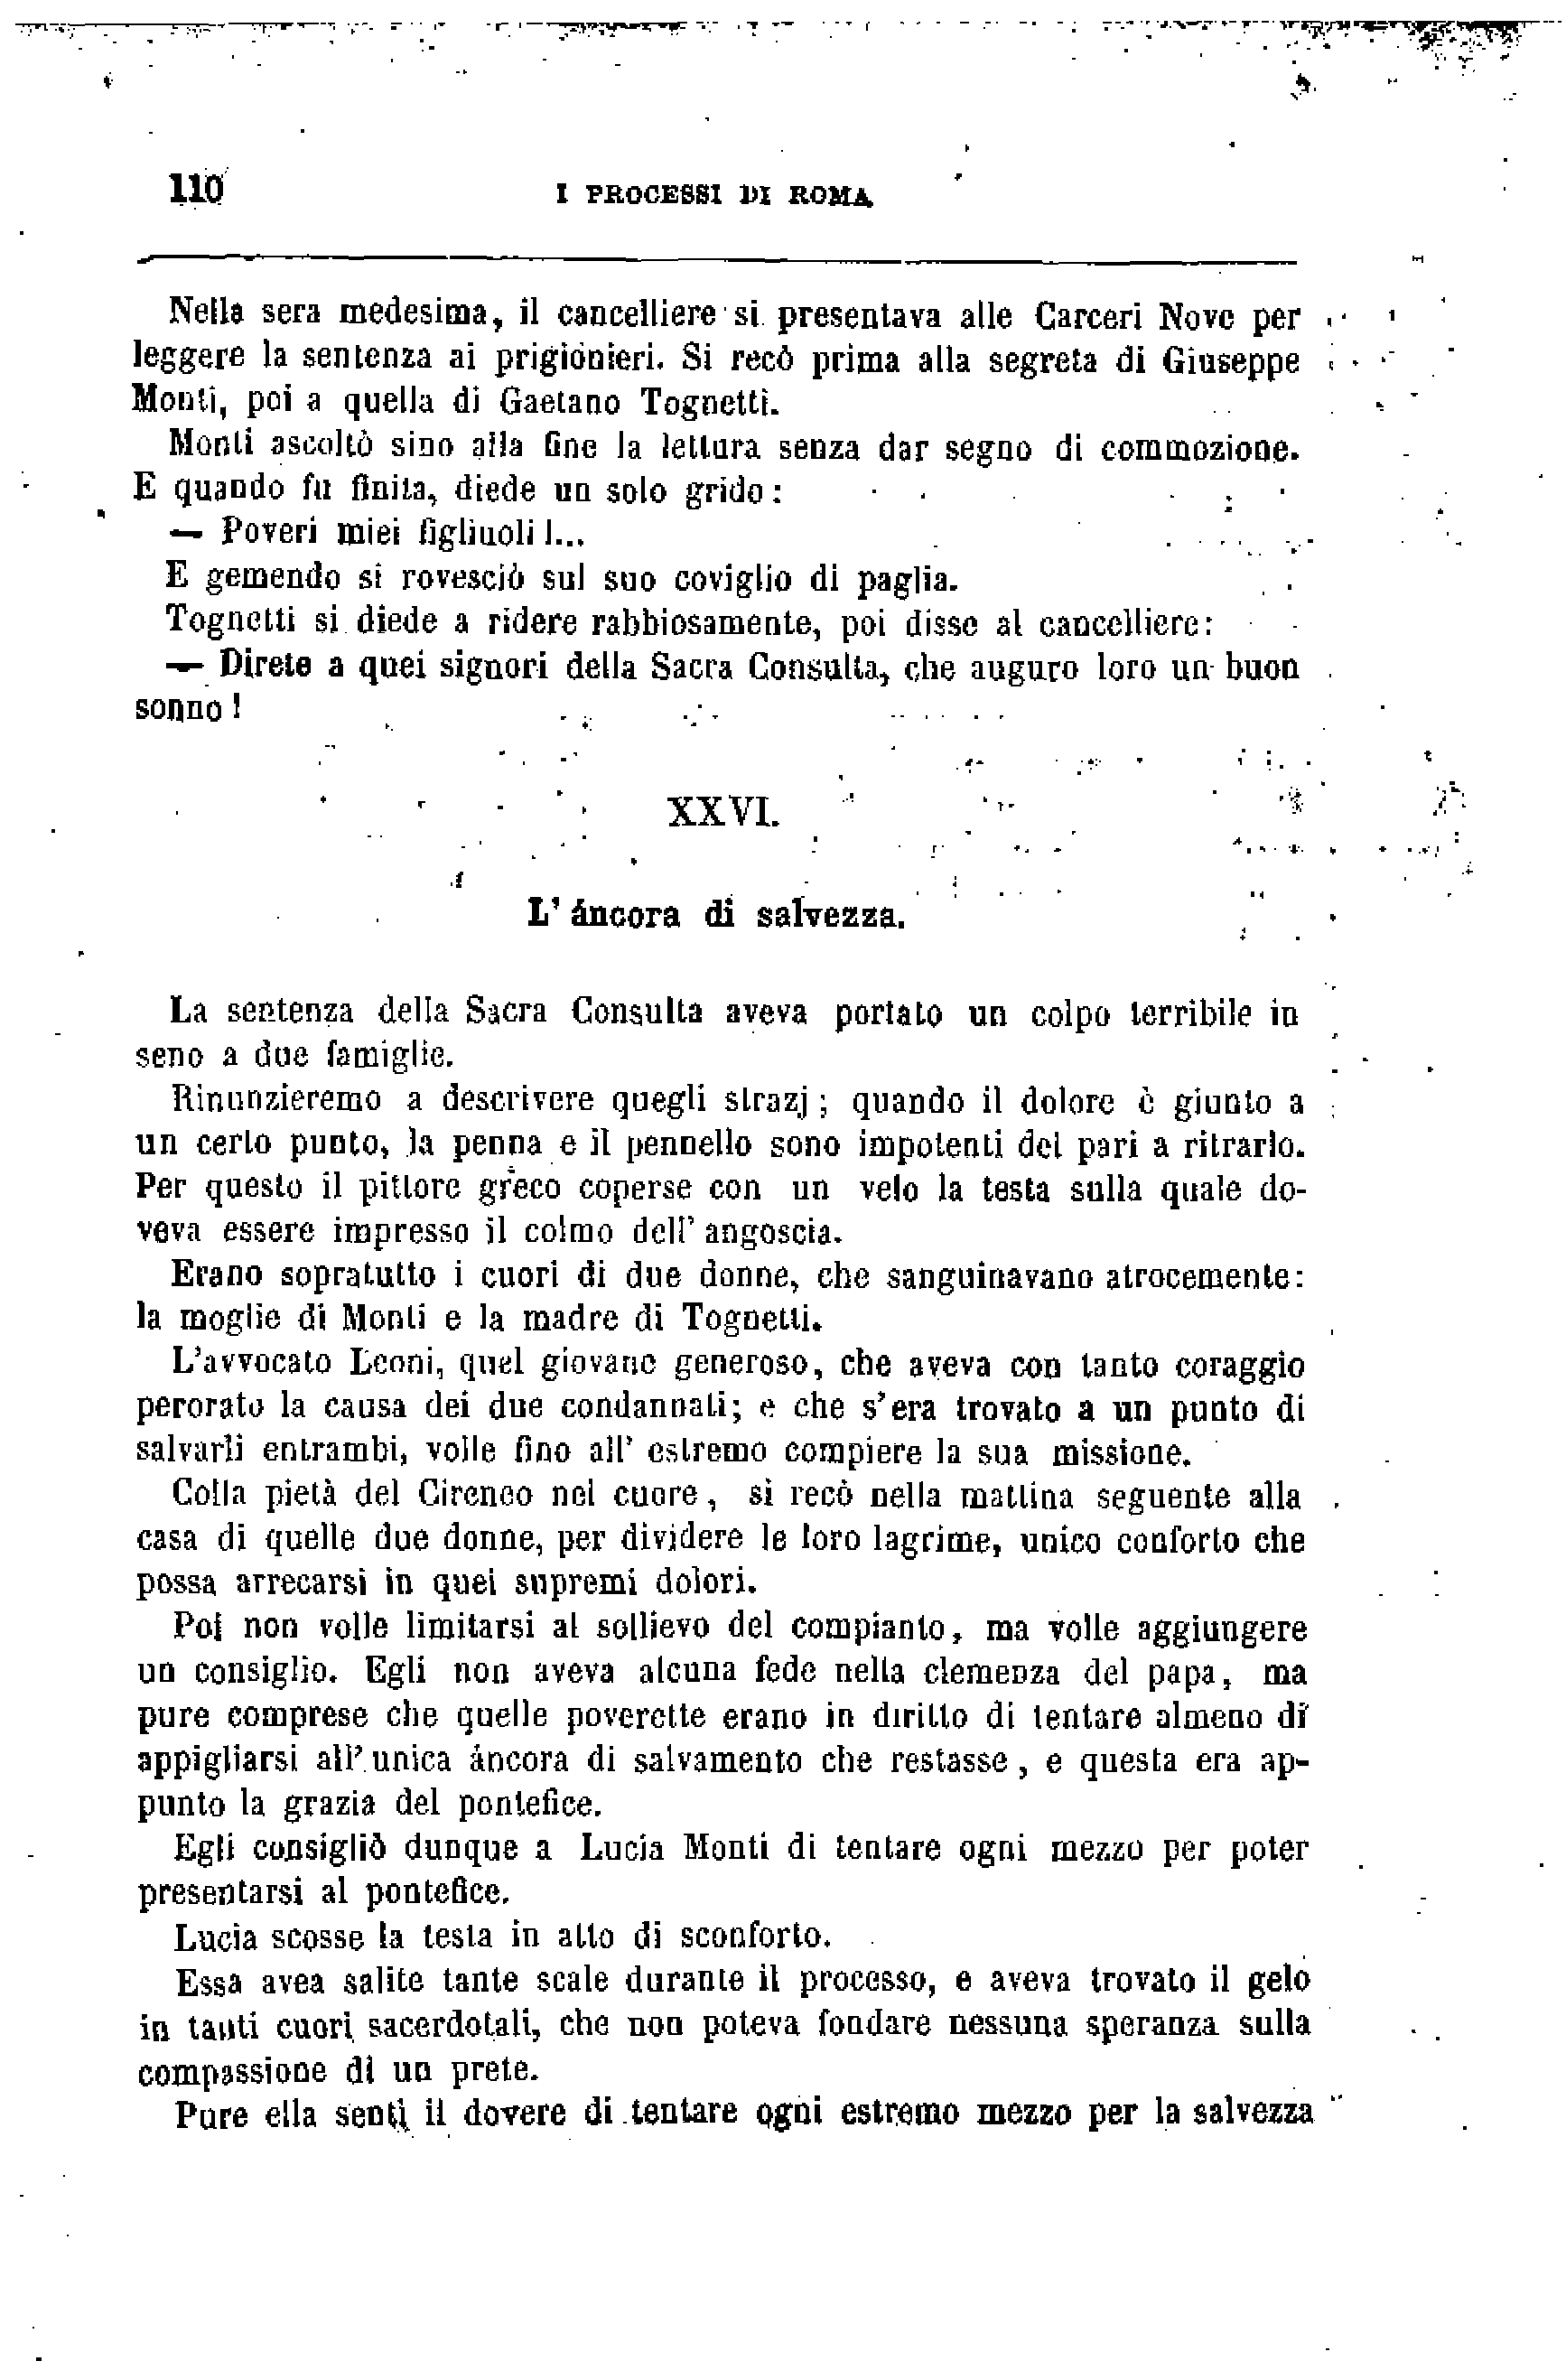 110
I PROCESSI DI ROMA
Nella sera medesima, il cancelliere si presentava alle Carceri Nove per
leggere la sentenza ai prigionieri. Si recò prima alla segreta di Giuseppe
Monti, poi a quella di Gaetano Tognetti.
Monti ascoltò sino alla fine la lettura senza dar segno di commozione.
E quando fu finita, diede un solo grido:
— Poveri miei figliuoli!...
E gemendo si rovesciò sul suo coviglio di paglia.
Tognetti si diede a ridere rabbiosamente, poi disse al cancelliere:
— Direte a quei signori della Sacra Consulta, che auguro loro un buon
sonno!
XXVI.
L' áncora di salvezza.
La sentenza della Sacra Consulta aveva portato un colpo terribile in
seno a due famiglie.
Rinunzieremo a descrivere quegli strazj; quando il dolore è giunto a
un certo punto, la penna e il pennello sono impotenti del pari a ritrarlo.
Per questo il pittore greco coperse con un velo la testa sulla quale do-
veva essere impresso il colmo dell' angoscia.
Erano sopratutto i cuori di due donne, che sanguinavano atrocemente:
la moglie di Monti e la madre di Tognetti.
L'avvocato Leoni, quel giovane generoso, che aveva con tanto coraggio
perorato la causa dei due condannati; e che s'era trovato a un punto di
salvarli entrambi, volle fino all' estremo compiere la sua missione.
Colla pietà del Cireneo nel cuore, si recò nella mattina seguente alla
casa di quelle due donne, per dividere le loro lagrime, unico conforto che
possa arrecarsi in quei supremi dolori.
Poi non volle limitarsi al sollievo del compianto, ma volle aggiungere
un consiglio. Egli non aveva alcuna fede nella clemenza del papa, ma
pure comprese che quelle poverette erano in diritto di tentare almeno di
appigliarsi all' unica áncora di salvamento che restasse, e questa era ap-
punto la grazia del pontefice.
Egli consigliò dunque a Lucia Monti di tentare ogni mezzo per poter
presentarsi al pontefice.
Lucia scosse la testa in atto di sconforto.
Essa avea salite tante scale durante il processo, e aveva trovato il gelo
in tanti cuori sacerdotali, che non poteva fondare nessuna speranza sulla
compassione di un prete.
Pure ella sentì il dovere di tentare ogni estremo mezzo per la salvezza